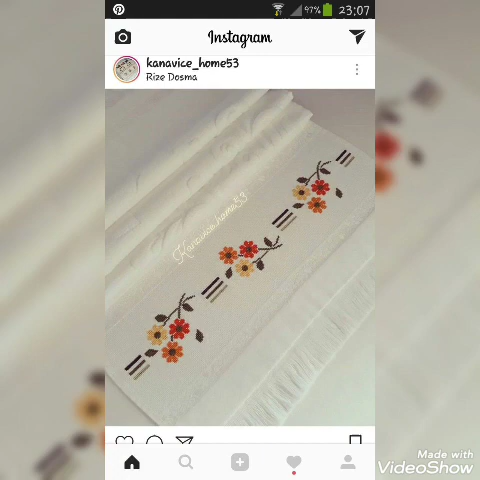 97% 23:07
Instagram
kanavice_home53
Rize Dosma
Kanavice_home53
Made with
VideoShow